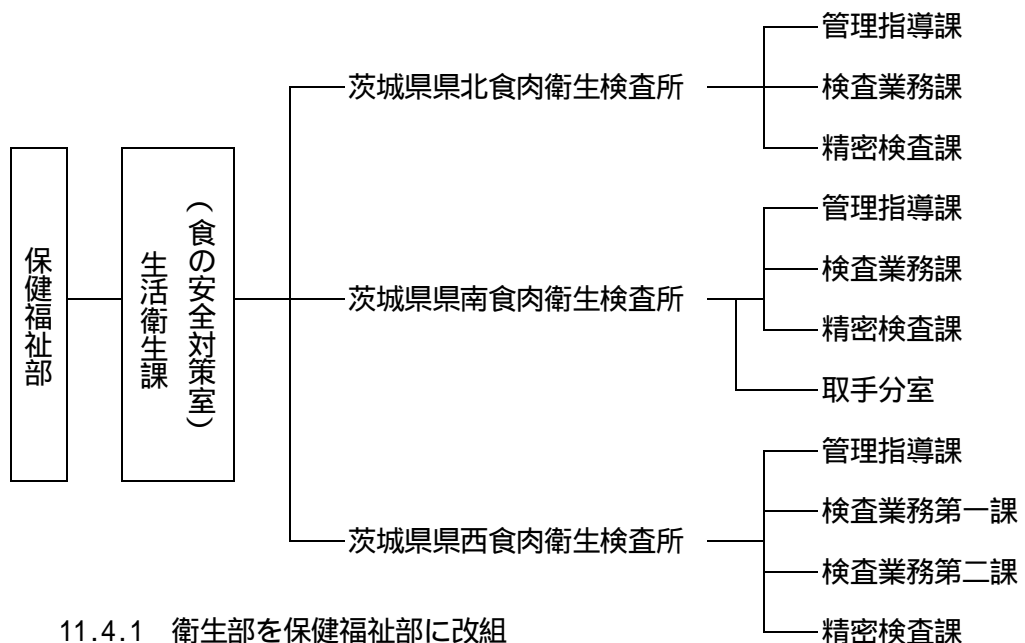 保健福祉部
生活衛生課
(食の安全対策室)
茨城県県北食肉衛生検査所
管理指導課
検査業務課
精密検査課
茨城県県南食肉衛生検査所
管理指導課
検査業務課
精密検査課
取手分室
茨城県県西食肉衛生検査所
管理指導課
検査業務第一課
検査業務第二課
精密検査課
11.4.1 衛生部を保健福祉部に改組